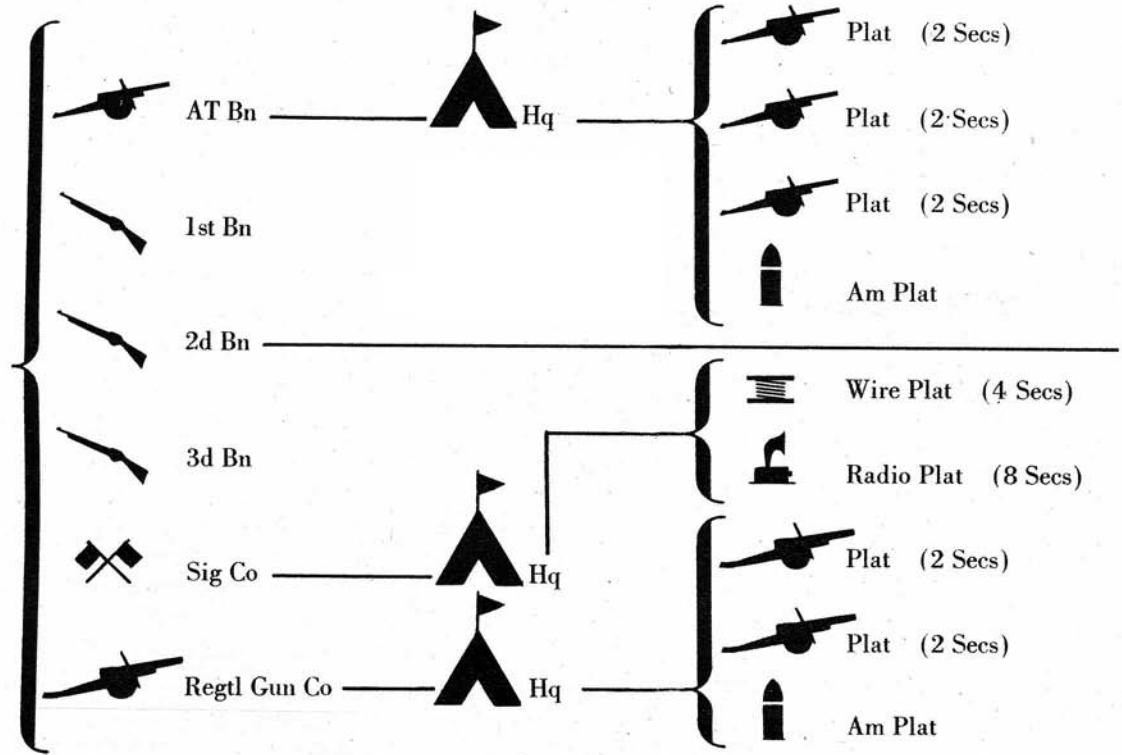 AT Bn
Hq
Plat (2 Secs)
Plat (2 Secs)
Plat (2 Secs)
Am Plat
1st Bn
2d Bn
3d Bn
Sig Co
Hq
Wire Plat (4 Secs)
Radio Plat (8 Secs)
Regtl Gun Co
Hq
Plat (2 Secs)
Plat (2 Secs)
Am Plat